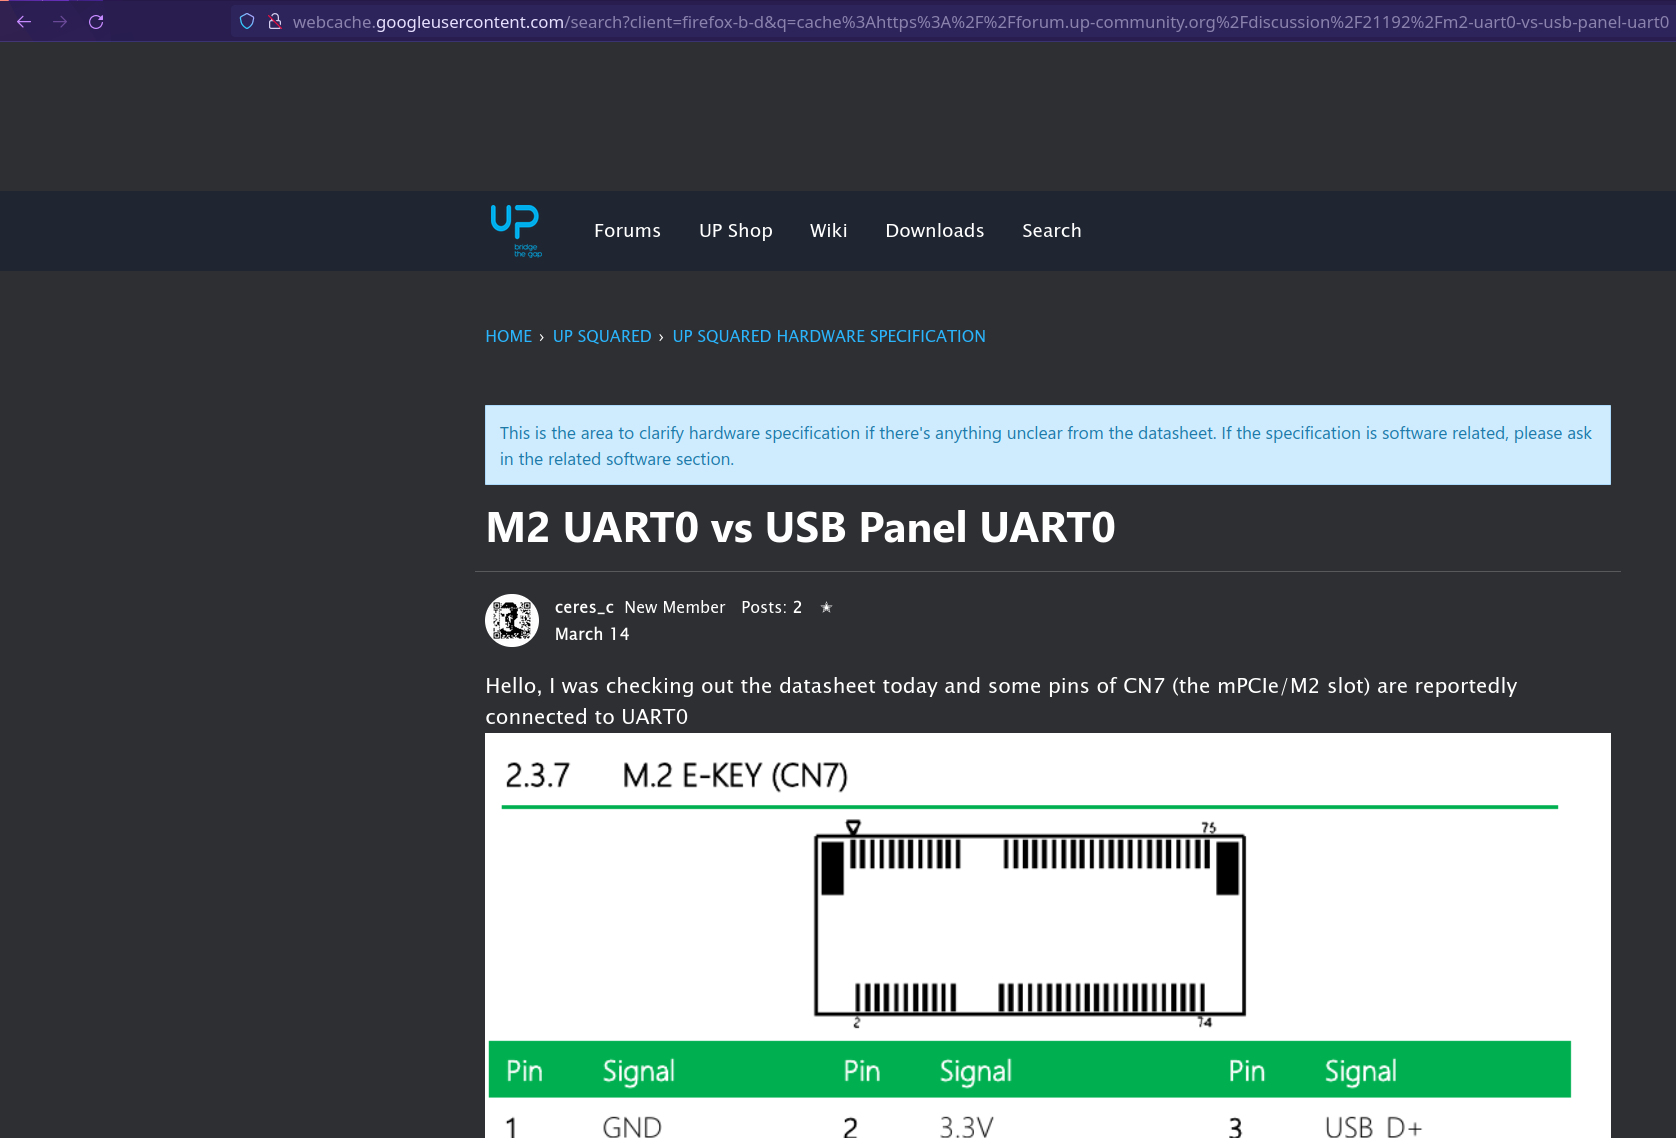 webcache.googleusercontent.com/search?client=firefox-b-d&q=cache%3Ahttps%3A%2F%2Fforum.up-community.org%2Fdiscussion%2F21192%2Fm2-uart0-vs-usb-panel-uart0
UP
bridge
the gap
Forums UP Shop Wiki Downloads Search
HOME › UP SQUARED › UP SQUARED HARDWARE SPECIFICATION
This is the area to clarify hardware specification if there's anything unclear from the datasheet. If the specification is software related, please ask
in the related software section.
M2 UART0 vs USB Panel UART0
ceres_c New Member Posts: 2 ★
March 14
Hello, I was checking out the datasheet today and some pins of CN7 (the mPCIe/M2 slot) are reportedly
connected to UART0
2.3.7 M.2 E-KEY (CN7)
75
2 74
Pin Signal Pin Signal Pin Signal
1 GND 2 3.3V 3 USB D+